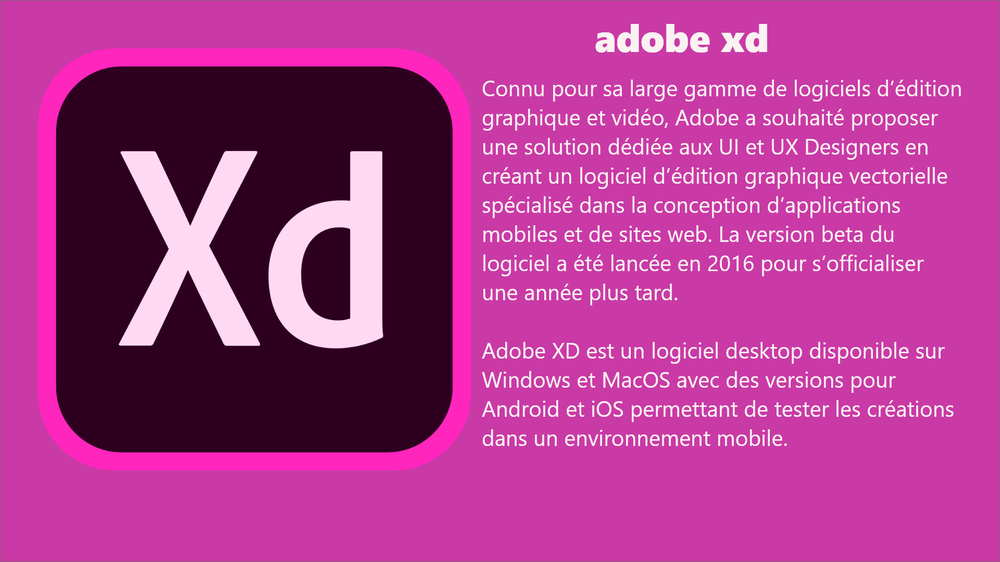 Xd
adobe xd
Connu pour sa large gamme de logiciels d’édition
graphique et vidéo, Adobe a souhaité proposer
une solution dédiée aux UI et UX Designers en
créant un logiciel d’édition graphique vectorielle
spécialisé dans la conception d’applications
mobiles et de sites web. La version beta du
logiciel a été lancée en 2016 pour s’officialiser
une année plus tard.
Adobe XD est un logiciel desktop disponible sur
Windows et MacOS avec des versions pour
Android et iOS permettant de tester les créations
dans un environnement mobile.